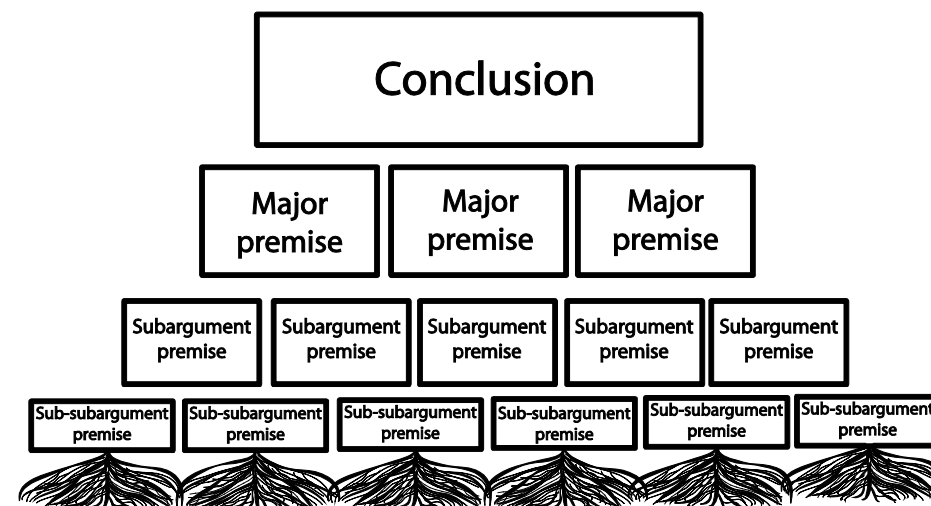 Conclusion
Major Major Major
premise premise premise
Subargument Subargument Subargument Subargument Subargument
premise premise premise premise premise
Sub-subargument Sub-subargument Sub-subargument Sub-subargument Sub-subargument Sub-subargument
premise premise premise premise premise premise